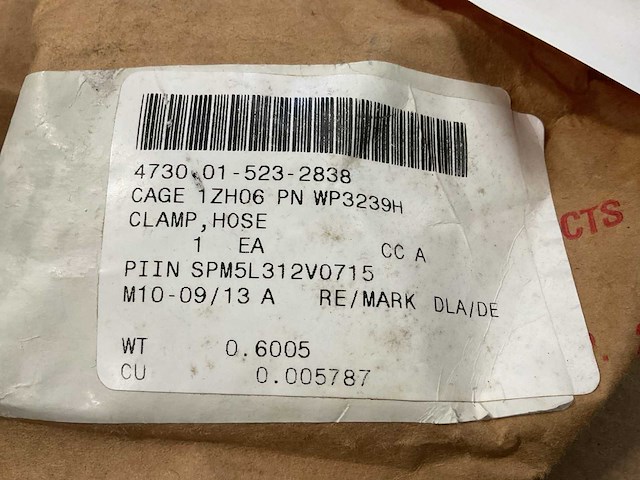 4730 01-523-2838
CAGE 1ZH06 PN WP3239H
CLAMP,HOSE
1 EA CC A
PIIN SPM5L312V0715
M10-09/13 A RE/MARK DLA/DE
WT 0.6005
CU 0.005787
CTS